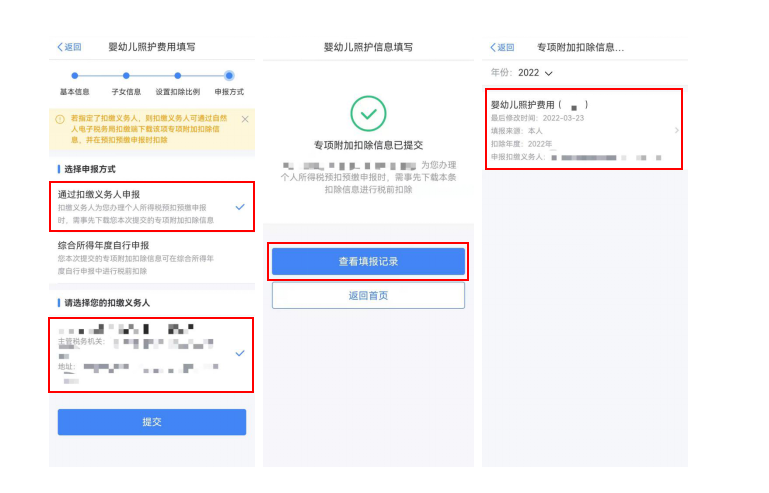 返回
婴幼儿照护费用填写
基本信息
子女信息
设置扣除比例
申报方式
若指定了扣缴义务人，则扣缴义务人可通过自然
人电子税务局扣缴端下载该项专项附加扣除信
息，并在预扣预缴申报时扣除
选择申报方式
通过扣缴义务人申报
扣缴义务人为您办理个人所得税预扣预缴申报
时，需事先下载您本次提交的专项附加扣除信息
综合所得年度自行申报
您本次提交的专项附加扣除信息可在综合所得年
度自行申报中进行税前扣除
请选择您的扣缴义务人
主管税务机关：
地址：
提交
婴幼儿照护信息填写
专项附加扣除信息已提交
为您办理
个人所得税预扣预缴申报时，需事先下载本条
扣除信息进行税前扣除
查看填报记录
返回首页
返回
专项附加扣除信息...
年份：2022
婴幼儿照护费用（ ）
最后修改时间：2022-03-23
填报来源：本人
扣除年度：2022年
申报扣缴义务人：